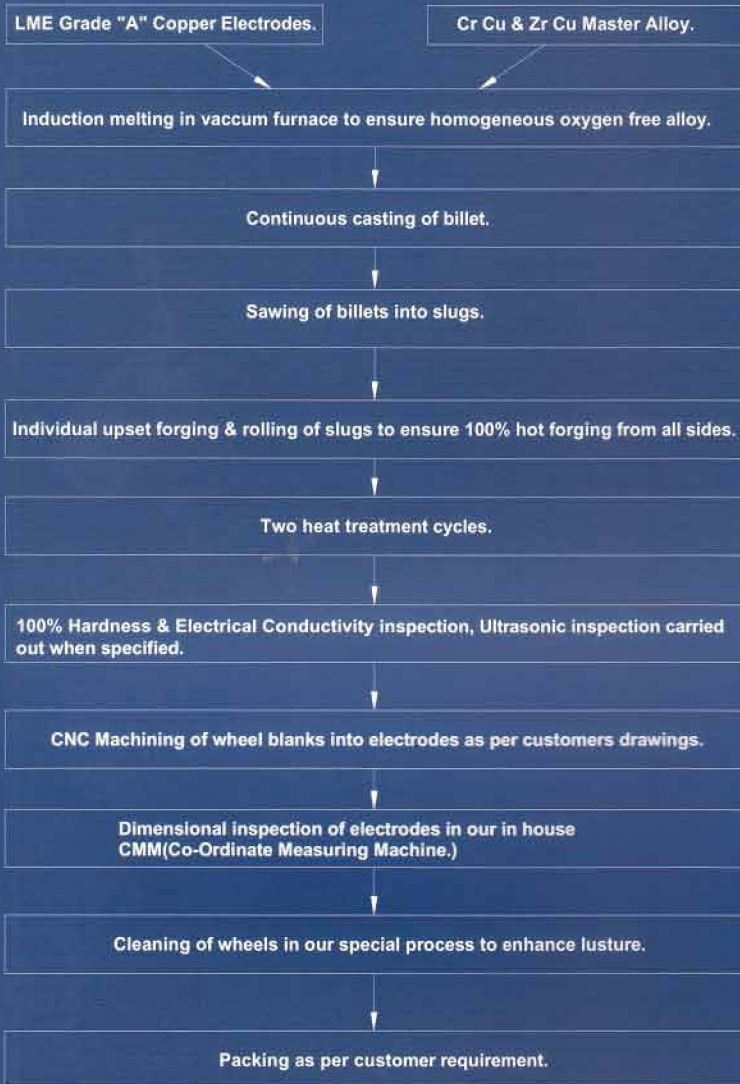 LME Grade "A" Copper Electrodes.
Cr Cu & Zr Cu Master Alloy.
Induction melting in vaccum furnace to ensure homogeneous oxygen free alloy.
Continuous casting of billet.
Sawing of billets into slugs.
Individual upset forging & rolling of slugs to ensure 100% hot forging from all sides.
Two heat treatment cycles.
100% Hardness & Electrical Conductivity inspection, Ultrasonic inspection carried
out when specified.
CNC Machining of wheel blanks into electrodes as per customers drawings.
Dimensional inspection of electrodes in our in house
CMM(Co-Ordinate Measuring Machine.)
Cleaning of wheels in our special process to enhance lusture.
Packing as per customer requirement.